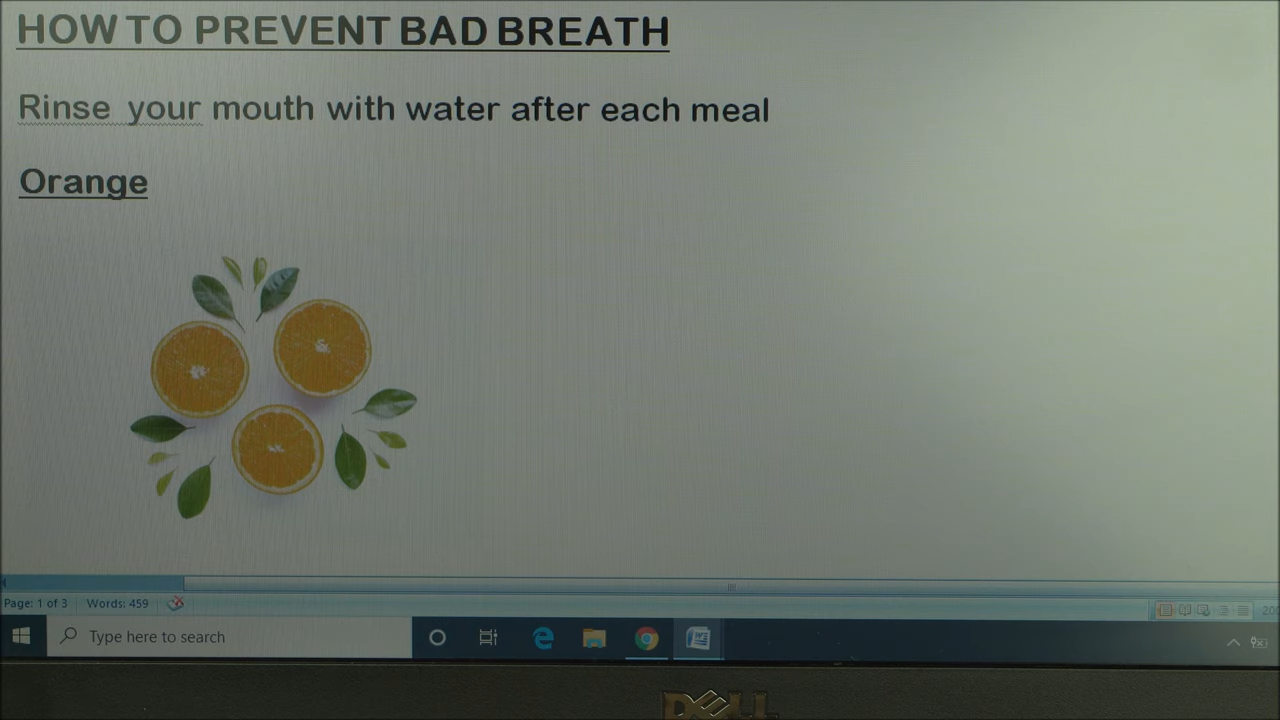 HOW TO PREVENT BAD BREATH
Rinse your mouth with water after each meal
Orange
Page: 1 of 3 Words: 459
Type here to search
DELL